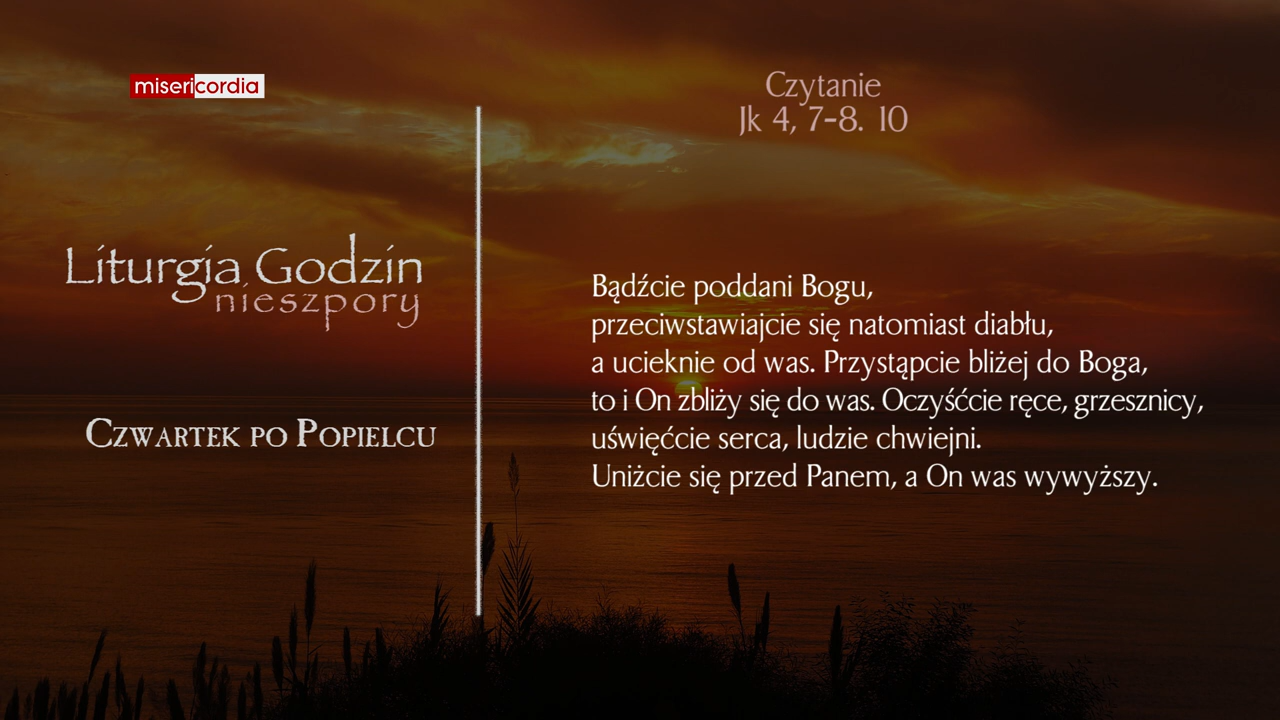 misericordia
Liturgia Godzin
nieszpory
Czwartek po Popielcu
Czytanie
Jk 4, 7-8. 10
Bądźcie poddani Bogu,
przeciwstawiajcie się natomiast diabłu,
a ucieknie od was. Przystąpcie bliżej do Boga,
to i On zbliży się do was. Oczyśćcie ręce, grzesznicy,
uświęćcie serca, ludzie chwiejni.
Uniżcie się przed Panem, a On was wywyższy.